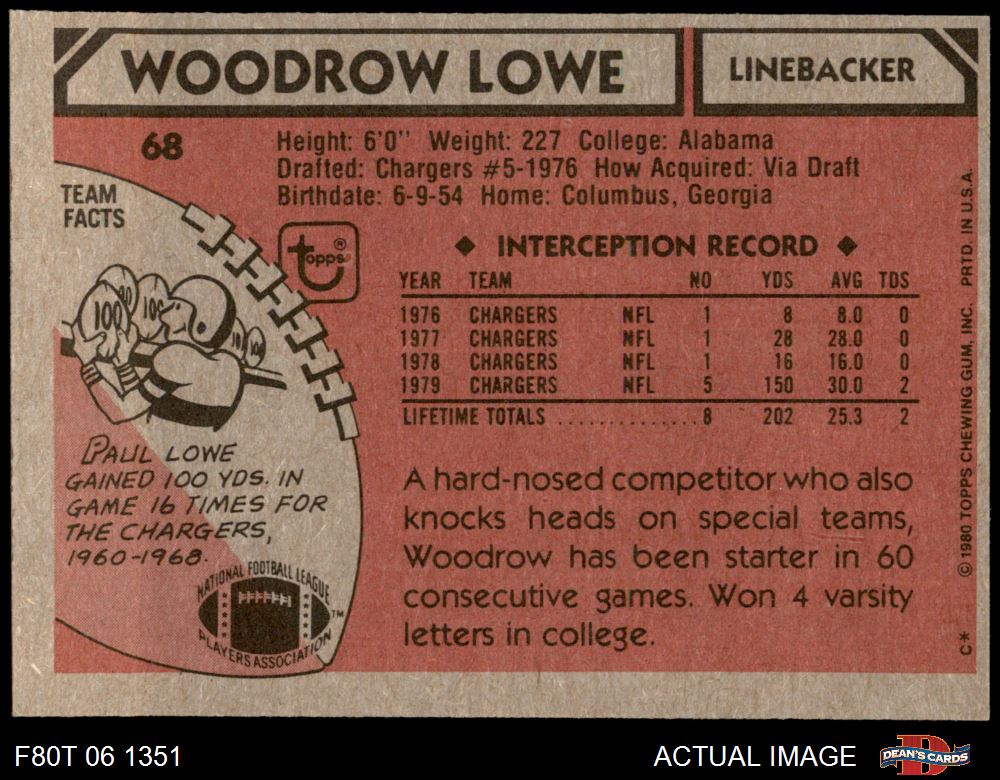 WOODROW LOWE
LINEBACKER
68
Height: 6'0" Weight: 227 College: Alabama
Drafted: Chargers #5-1976 How Acquired: Via Draft
Birthdate: 6-9-54 Home: Columbus, Georgia
TEAM
FACTS
topps®
100
100
100
100
PAUL LOWE
GAINED 100 YDS. IN
GAME 16 TIMES FOR
THE CHARGERS,
1960-1968.
NATIONAL FOOTBALL LEAGUE
PLAYERS ASSOCIATION
™
◆ INTERCEPTION RECORD ◆
YEAR TEAM NO YDS AVG TDS
1976 CHARGERS NFL 1 8 8.0 0
1977 CHARGERS NFL 1 28 28.0 0
1978 CHARGERS NFL 1 16 16.0 0
1979 CHARGERS NFL 5 150 30.0 2
LIFETIME TOTALS ............. 8 202 25.3 2
A hard-nosed competitor who also
knocks heads on special teams,
Woodrow has been starter in 60
consecutive games. Won 4 varsity
letters in college.
C* ©1980 TOPPS CHEWING GUM, INC. PRTD. IN U.S.A.
F80T 06 1351
ACTUAL IMAGE
D
DEAN'S CARDS